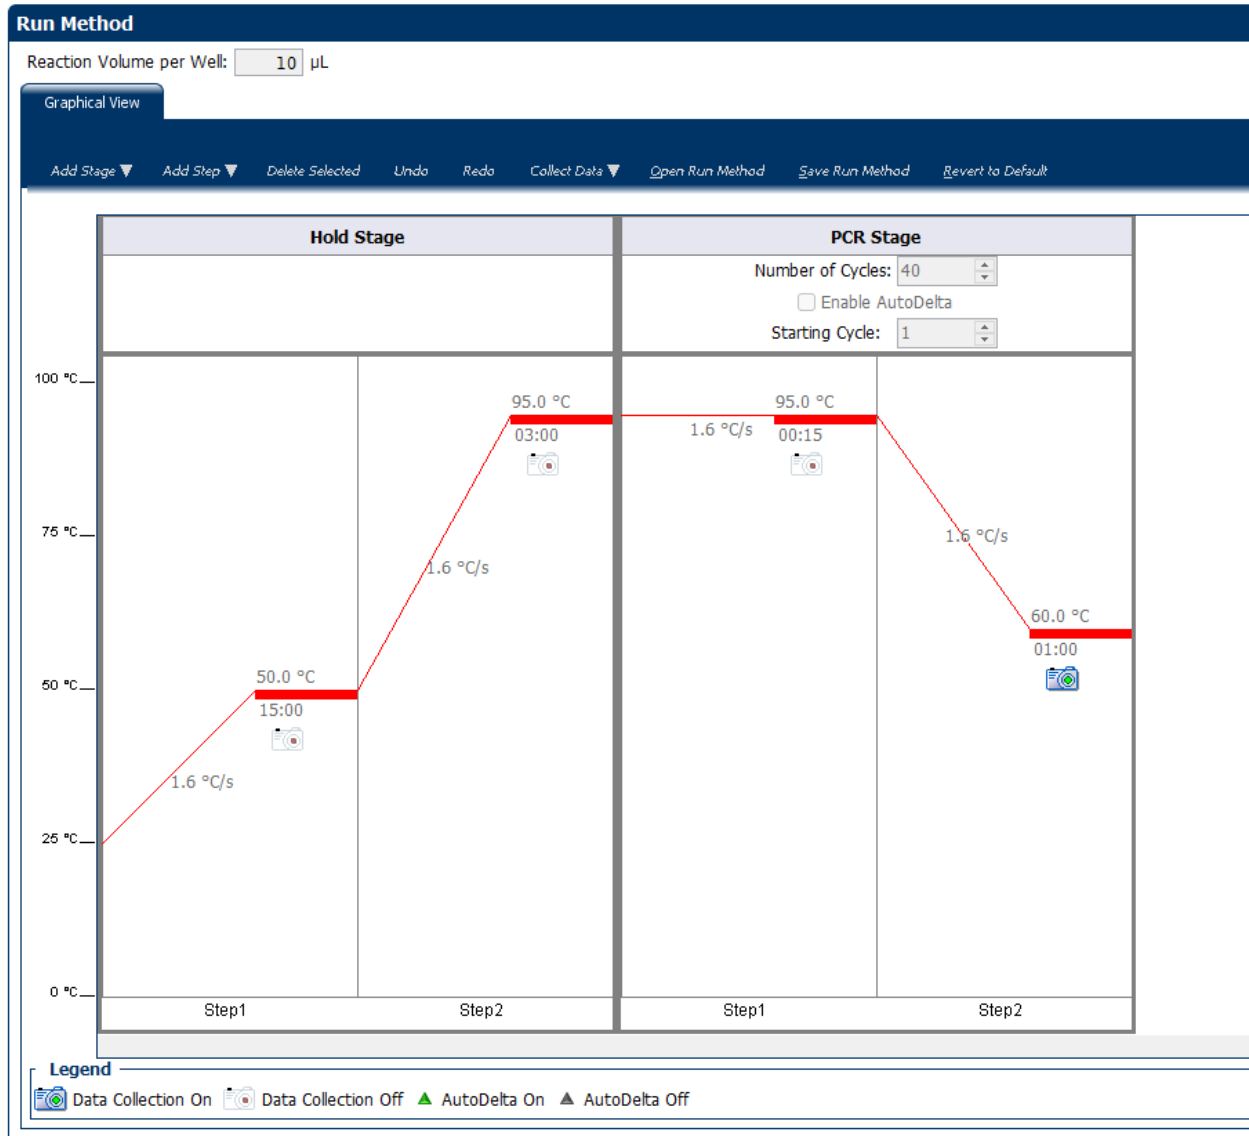 Run Method
Reaction Volume per Well: 10 µL
Graphical View
Add Stage ▼ Add Step ▼ Delete Selected Undo Redo Collect Data ▼ Open Run Method Save Run Method Revert to Default
Hold Stage PCR Stage
Number of Cycles: 40
Enable AutoDelta
Starting Cycle: 1
100 °C
95.0 °C 95.0 °C
1.6 °C/s
03:00 00:15
75 °C
1.6 °C/s
1.6 °C/s
60.0 °C
01:00
50.0 °C
50 °C
15:00
1.6 °C/s
25 °C
0 °C
Step1 Step2 Step1 Step2
Legend
Data Collection On Data Collection Off AutoDelta On AutoDelta Off